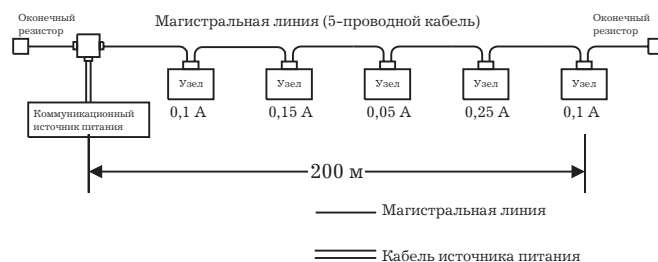 Оконечный
резистор
Магистральная линия (5-проводной кабель)
Оконечный
резистор
Узел
Узел
Узел
Узел
Узел
Коммуникационный
источник питания
0,1 А
0,15 А
0,05 А
0,25 А
0,1 А
200 м
Магистральная линия
Кабель источника питания